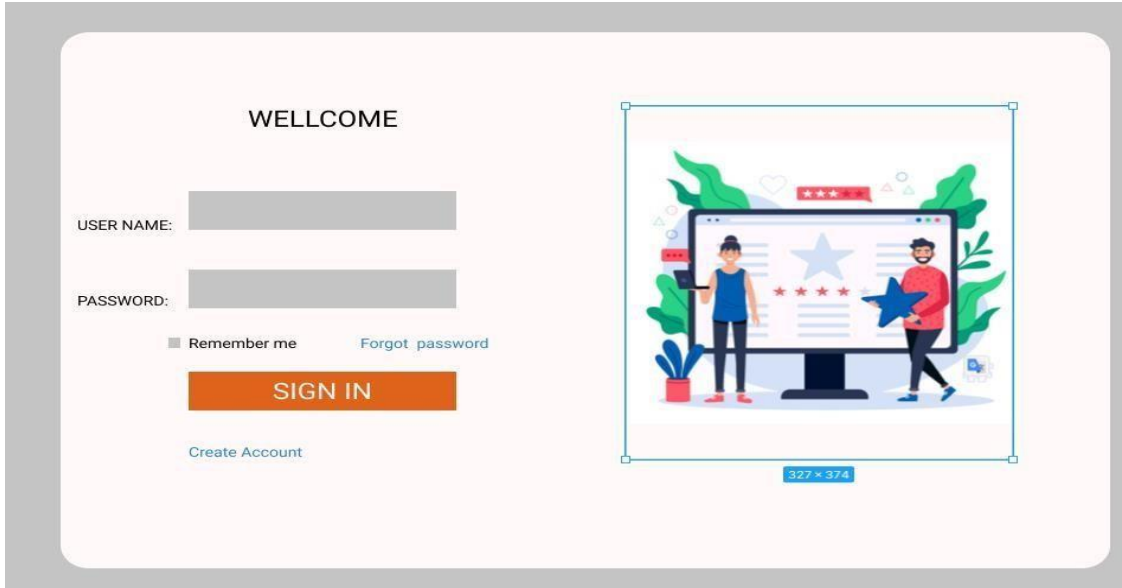 WELLCOME
USER NAME:
PASSWORD:
Remember me
Forgot password
SIGN IN
Create Account
327 × 374